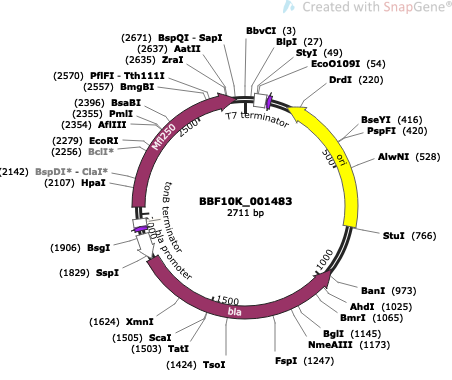 Created with SnapGene®
(2671) BspQI - SapI
(2637) AatII
(2635) ZraI
(2570) PflFI - Tth111I
(2557) BmgBI
(2396) BsaBI
(2355) PmlI
(2354) AflIII
(2279) EcoRI
(2256) BclI*
(2142) BspDI* - ClaI*
(2107) HpaI
(1906) BsgI
(1829) SspI
(1624) XmnI
(1505) ScaI
(1503) TatI
(1424) TsoI
BbvCI (3)
BlpI (27)
StyI (49)
EcoO109I (54)
DrdI (220)
BseYI (416)
PspFI (420)
AlwNI (528)
StuI (766)
BanI (973)
AhdI (1025)
BmrI (1065)
BglI (1145)
NmeAIII (1173)
FspI (1247)
T7 terminator
ori
bla
bla promoter
tonB terminator
Mfl250
500
1000
1500
2500
BBF10K_001483
2711 bp